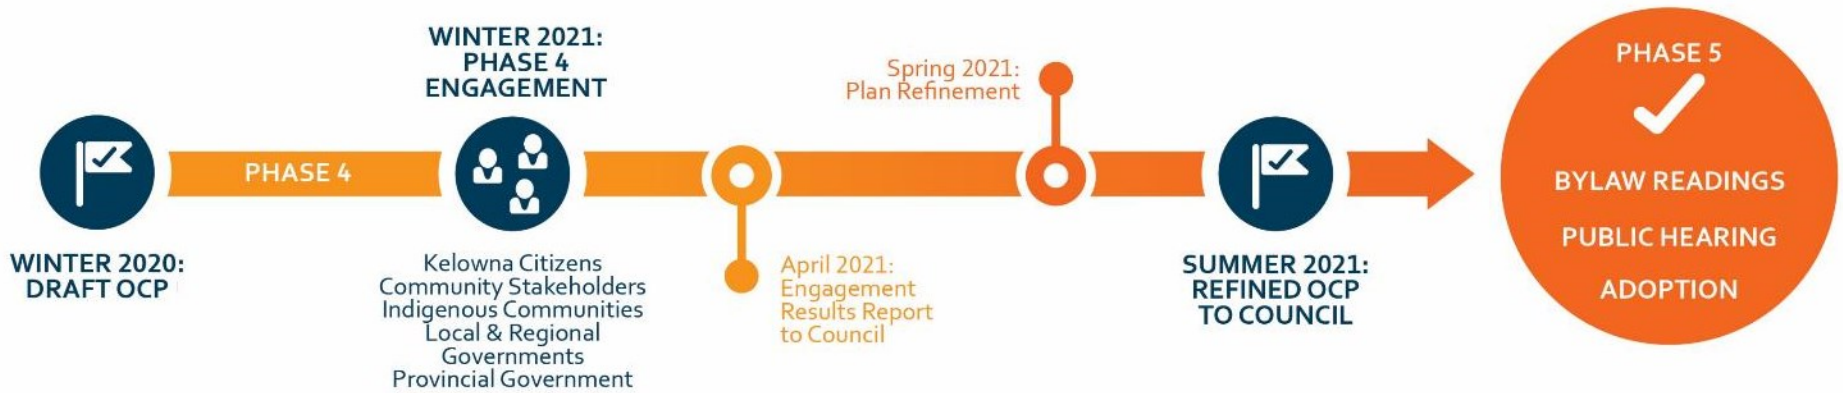 WINTER 2020:
DRAFT OCP
PHASE 4
WINTER 2021:
PHASE 4
ENGAGEMENT
Kelowna Citizens
Community Stakeholders
Indigenous Communities
Local & Regional
Governments
Provincial Government
April 2021:
Engagement
Results Report
to Council
Spring 2021:
Plan Refinement
SUMMER 2021:
REFINED OCP
TO COUNCIL
PHASE 5
BYLAW READINGS
PUBLIC HEARING
ADOPTION